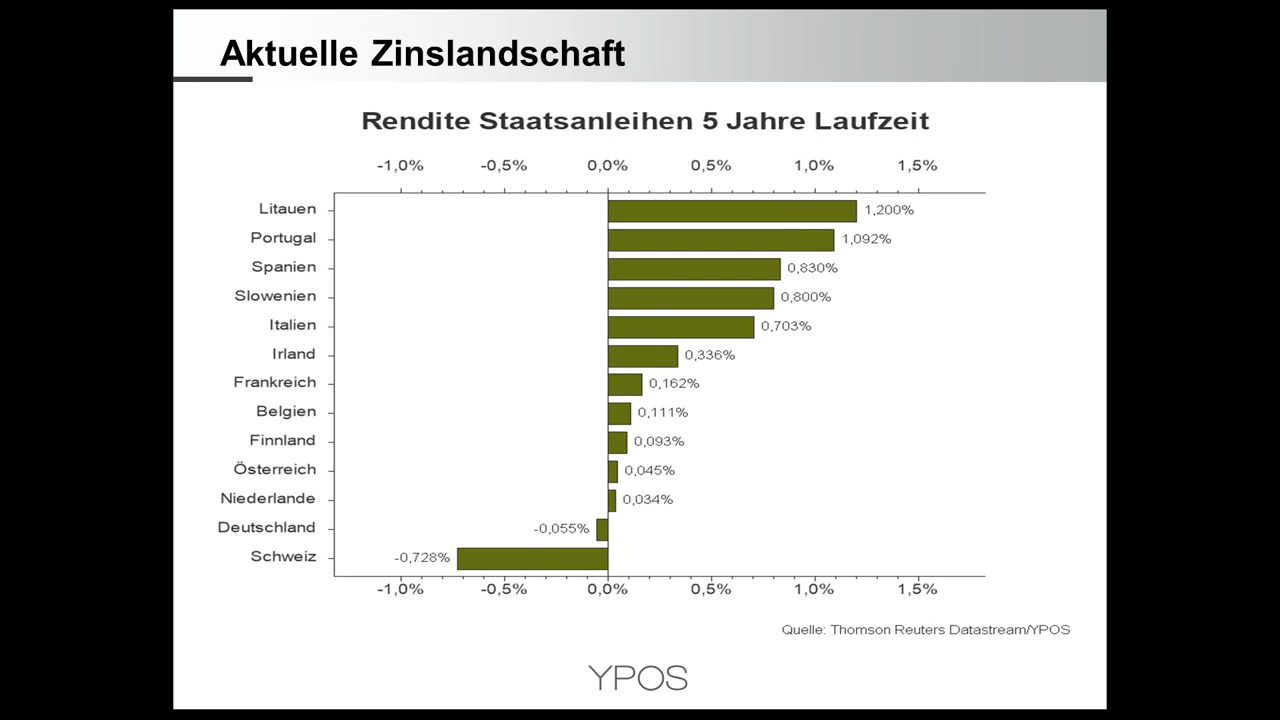 Aktuelle Zinslandschaft
Rendite Staatsanleihen 5 Jahre Laufzeit
-1,0% -0,5% 0,0% 0,5% 1,0% 1,5%
Litauen 1,200%
Portugal 1,092%
Spanien 0,830%
Slowenien 0,800%
Italien 0,703%
Irland 0,336%
Frankreich 0,162%
Belgien 0,111%
Finnland 0,093%
Österreich 0,045%
Niederlande 0,034%
Deutschland -0,055%
Schweiz -0,728%
-1,0% -0,5% 0,0% 0,5% 1,0% 1,5%
Quelle: Thomson Reuters Datastream/YPOS
YPOS